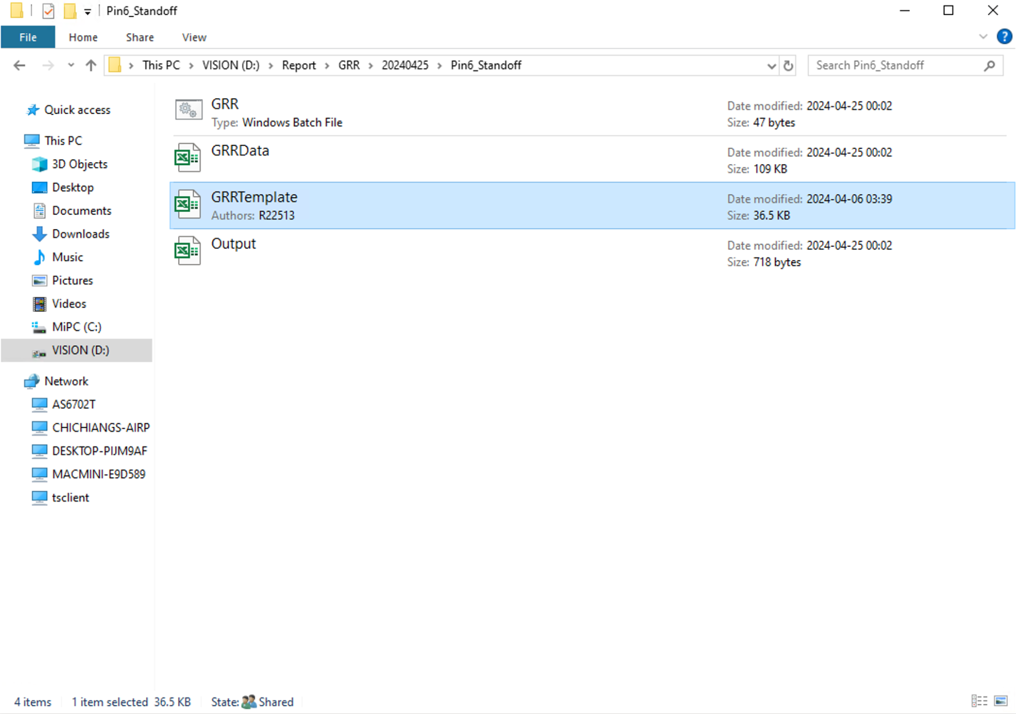 Pin6_Standoff
File Home Share View
This PC › VISION (D:) › Report › GRR › 20240425 › Pin6_Standoff
Search Pin6_Standoff
Quick access
This PC
3D Objects
Desktop
Documents
Downloads
Music
Pictures
Videos
MiPC (C:)
VISION (D:)
Network
AS6702T
CHICHIANGS-AIRP
DESKTOP-PIJM9AF
MACMINI-E9D589
tsclient
GRR
Type: Windows Batch File
Date modified: 2024-04-25 00:02
Size: 47 bytes
GRRData
Date modified: 2024-04-25 00:02
Size: 109 KB
GRRTemplate
Authors: R22513
Date modified: 2024-04-06 03:39
Size: 36.5 KB
Output
Date modified: 2024-04-25 00:02
Size: 718 bytes
4 items 1 item selected 36.5 KB State: Shared